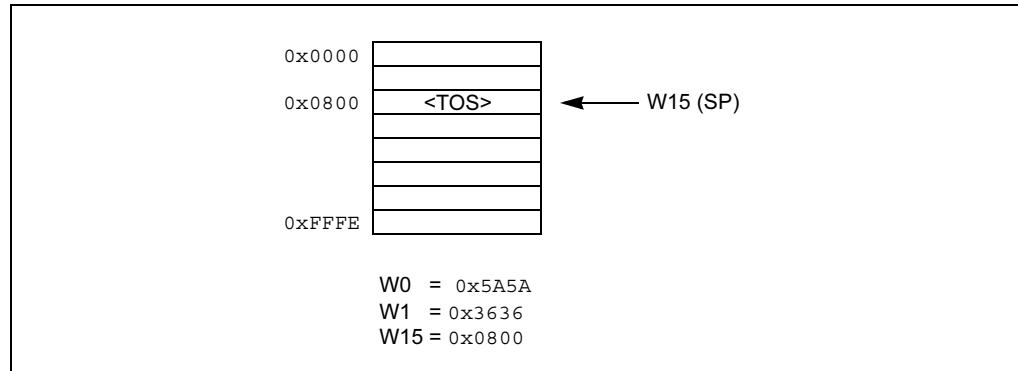 0x0000
0x0800 <TOS> W15 (SP)
0xFFFE
W0 = 0x5A5A
W1 = 0x3636
W15 = 0x0800